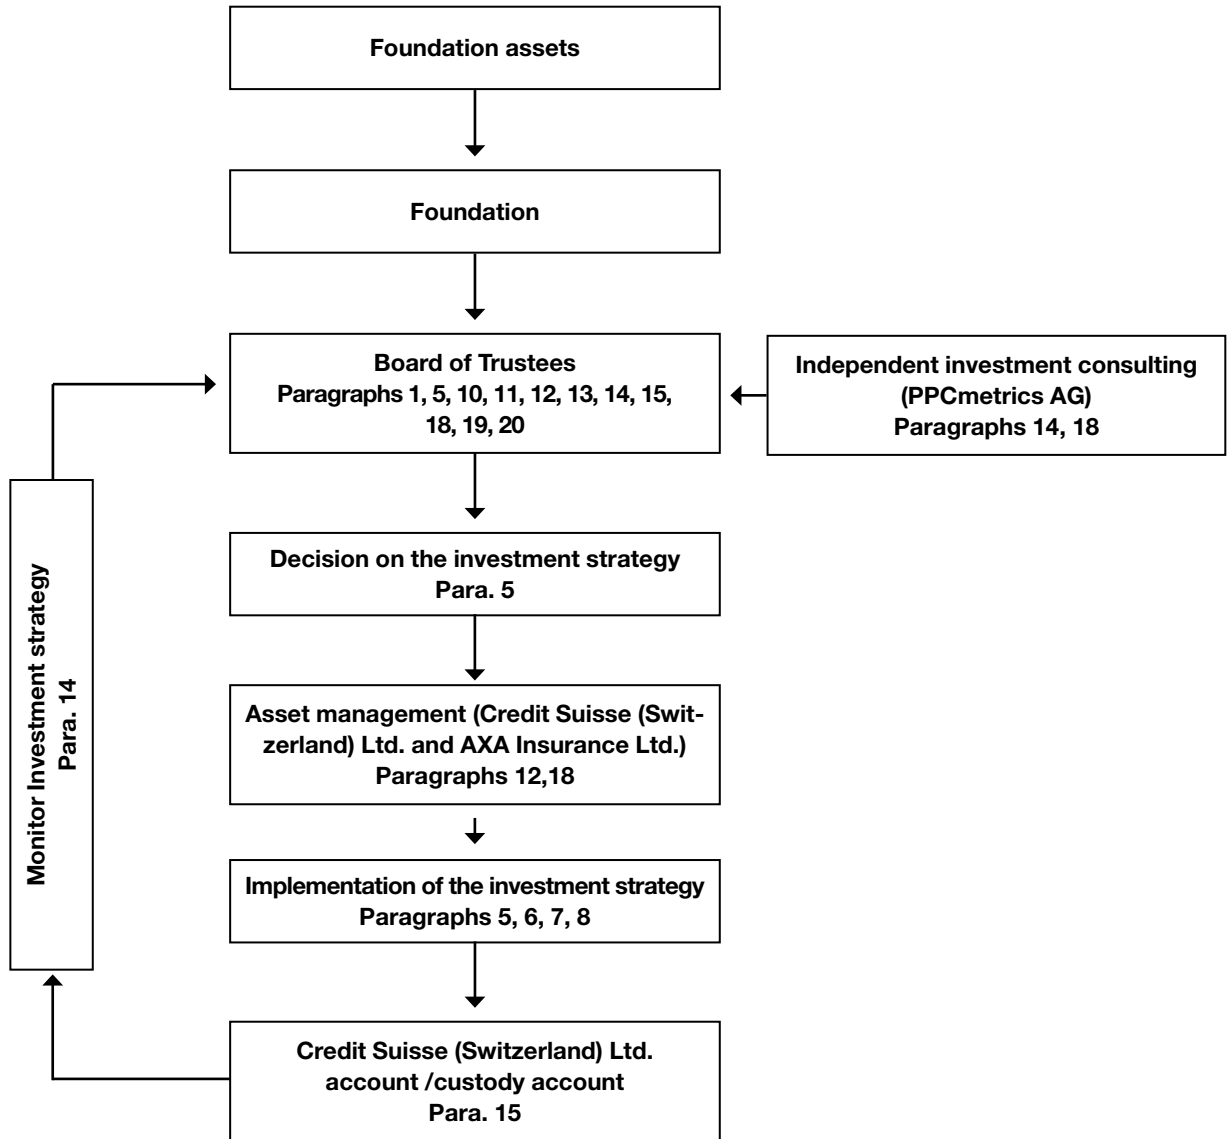 Foundation assets
Foundation
Board of Trustees
Paragraphs 1, 5, 10, 11, 12, 13, 14, 15,
18, 19, 20
Independent investment consulting
(PPCmetrics AG)
Paragraphs 14, 18
Decision on the investment strategy
Para. 5
Monitor Investment strategy
Para. 14
Asset management (Credit Suisse (Swit-
zerland) Ltd. and AXA Insurance Ltd.)
Paragraphs 12,18
Implementation of the investment strategy
Paragraphs 5, 6, 7, 8
Credit Suisse (Switzerland) Ltd.
account /custody account
Para. 15